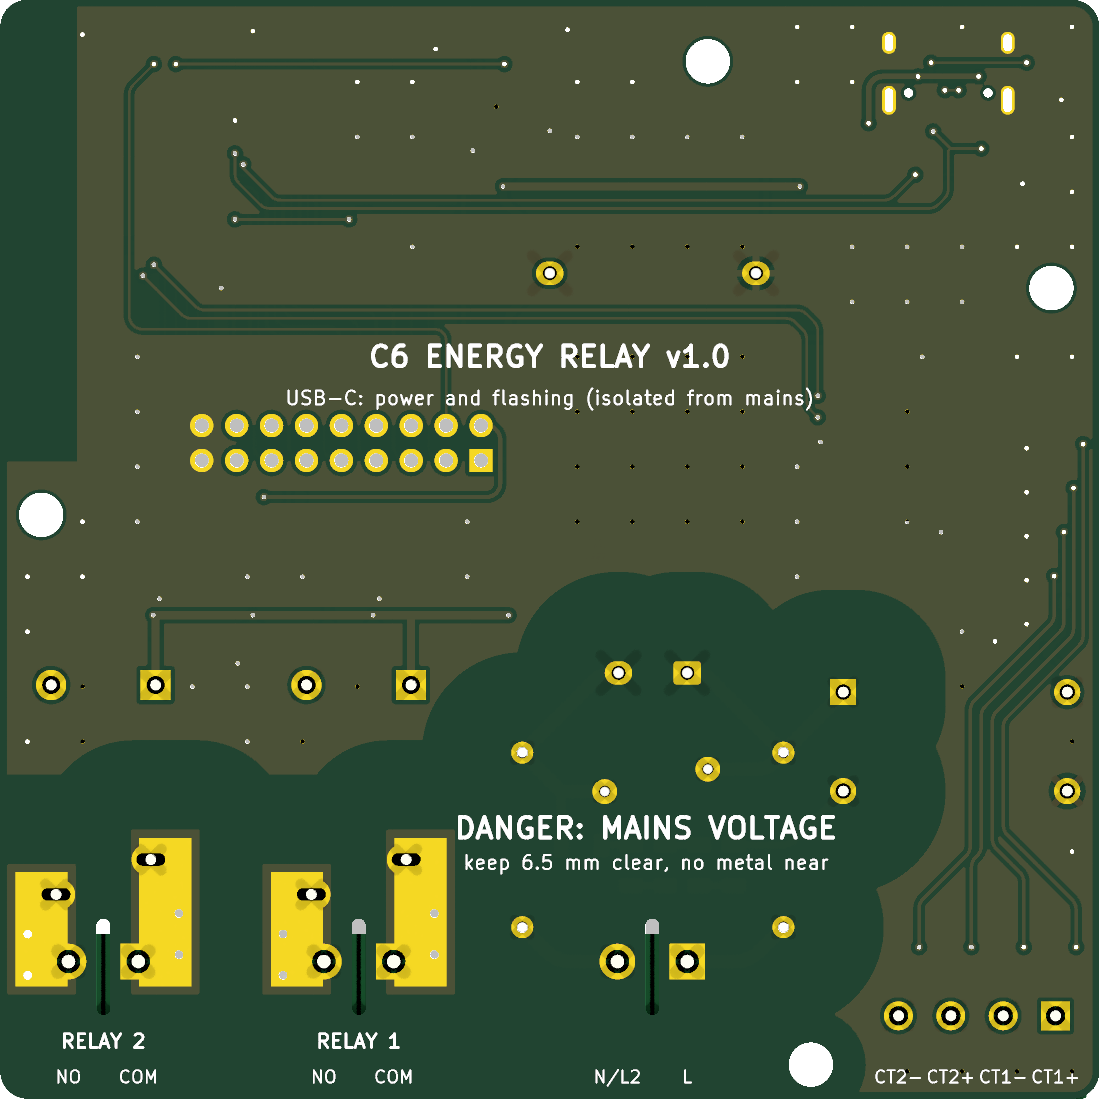 C6 ENERGY RELAY v1.0
USB-C: power and flashing (isolated from mains)
DANGER: MAINS VOLTAGE
keep 6.5 mm clear, no metal near
RELAY 2 RELAY 1
NO COM NO COM N/L2 L CT2- CT2+ CT1- CT1+